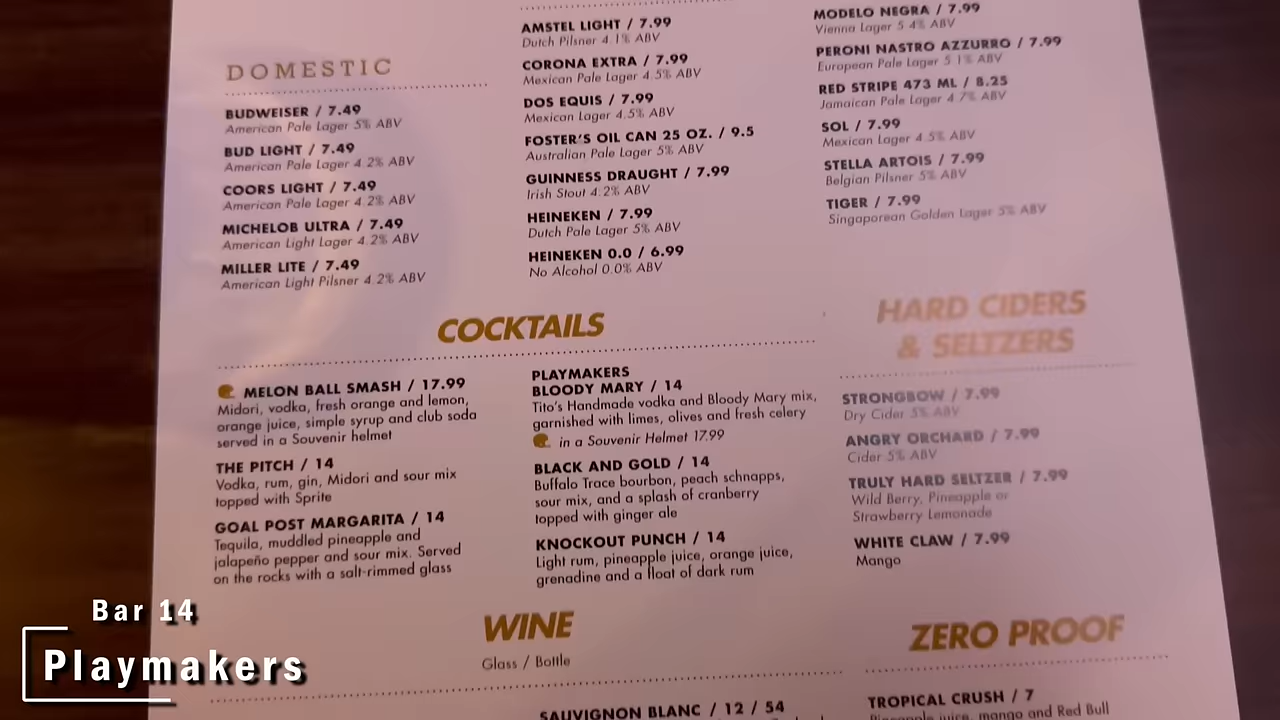 DOMESTIC
BUDWEISER / 7.49
American Pale Lager 5% ABV
BUD LIGHT / 7.49
American Pale Lager 4.2% ABV
COORS LIGHT / 7.49
American Pale Lager 4.2% ABV
MICHELOB ULTRA / 7.49
American Light Lager 4.2% ABV
MILLER LITE / 7.49
American Light Pilsner 4.2% ABV
AMSTEL LIGHT / 7.99
Dutch Pilsner 4.1% ABV
CORONA EXTRA / 7.99
Mexican Pale Lager 4.5% ABV
DOS EQUIS / 7.99
Mexican Lager 4.5% ABV
FOSTER'S OIL CAN 25 OZ. / 9.5
Australian Pale Lager 5% ABV
GUINNESS DRAUGHT / 7.99
Irish Stout 4.2% ABV
HEINEKEN / 7.99
Dutch Pale Lager 5% ABV
HEINEKEN 0.0 / 6.99
No Alcohol 0.0% ABV
MODELO NEGRA / 7.99
Vienna Lager 5.4% ABV
PERONI NASTRO AZZURRO / 7.99
European Pale Lager 5.1% ABV
RED STRIPE 473 ML / 8.25
Jamaican Pale Lager 4.7% ABV
SOL / 7.99
Mexican Lager 4.5% ABV
STELLA ARTOIS / 7.99
Belgian Pilsner 5% ABV
TIGER / 7.99
Singaporean Golden Lager 5% ABV
COCKTAILS
MELON BALL SMASH / 17.99
Midori, vodka, fresh orange and lemon,
orange juice, simple syrup and club soda
served in a Souvenir helmet
THE PITCH / 14
Vodka, rum, gin, Midori and sour mix
topped with Sprite
GOAL POST MARGARITA / 14
Tequila, muddled pineapple and
jalapeño pepper and sour mix. Served
on the rocks with a salt-rimmed glass
PLAYMAKERS
BLOODY MARY / 14
Tito's Handmade vodka and Bloody Mary mix,
garnished with limes, olives and fresh celery
in a Souvenir Helmet 17.99
BLACK AND GOLD / 14
Buffalo Trace bourbon, peach schnapps,
sour mix, and a splash of cranberry
topped with ginger ale
KNOCKOUT PUNCH / 14
Light rum, pineapple juice, orange juice,
grenadine and a float of dark rum
HARD CIDERS
& SELTZERS
STRONGBOW / 7.99
Dry Cider 5% ABV
ANGRY ORCHARD / 7.99
Cider 5% ABV
TRULY HARD SELTZER / 7.99
Wild Berry, Pineapple or
Strawberry Lemonade
WHITE CLAW / 7.99
Mango
WINE
Glass / Bottle
SAUVIGNON BLANC / 12 / 54
ZERO PROOF
TROPICAL CRUSH / 7
Pineapple juice, mango and Red Bull
Bar 14
Playmakers